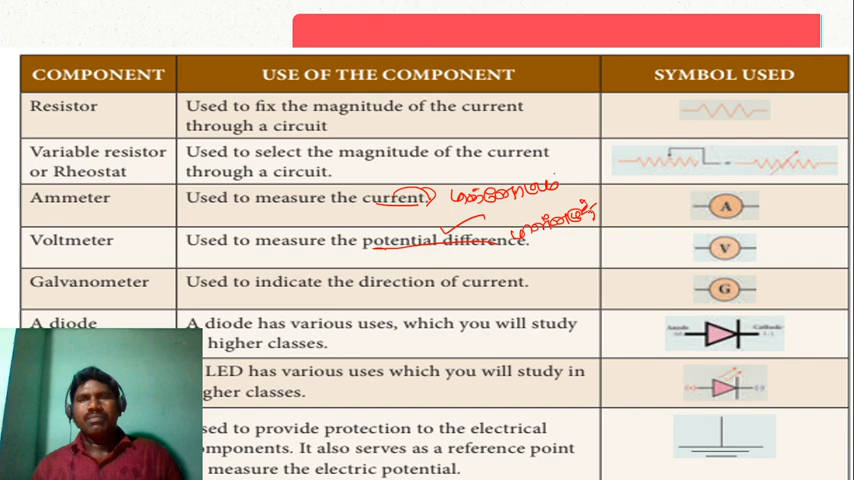 COMPONENT USE OF THE COMPONENT SYMBOL USED
Resistor
Used to fix the magnitude of the current
through a circuit
Variable resistor
or Rheostat
Used to select the magnitude of the current
through a circuit.
Ammeter
Used to measure the current.
மின்னோட்டம்
A
Voltmeter
Used to measure the potential difference.
V
Galvanometer
Used to indicate the direction of current.
G
A diode
A diode has various uses, which you will study
higher classes.
Anode
Cathode
LED has various uses which you will study in
gher classes.
sed to provide protection to the electrical
omponents. It also serves as a reference point
measure the electric potential.